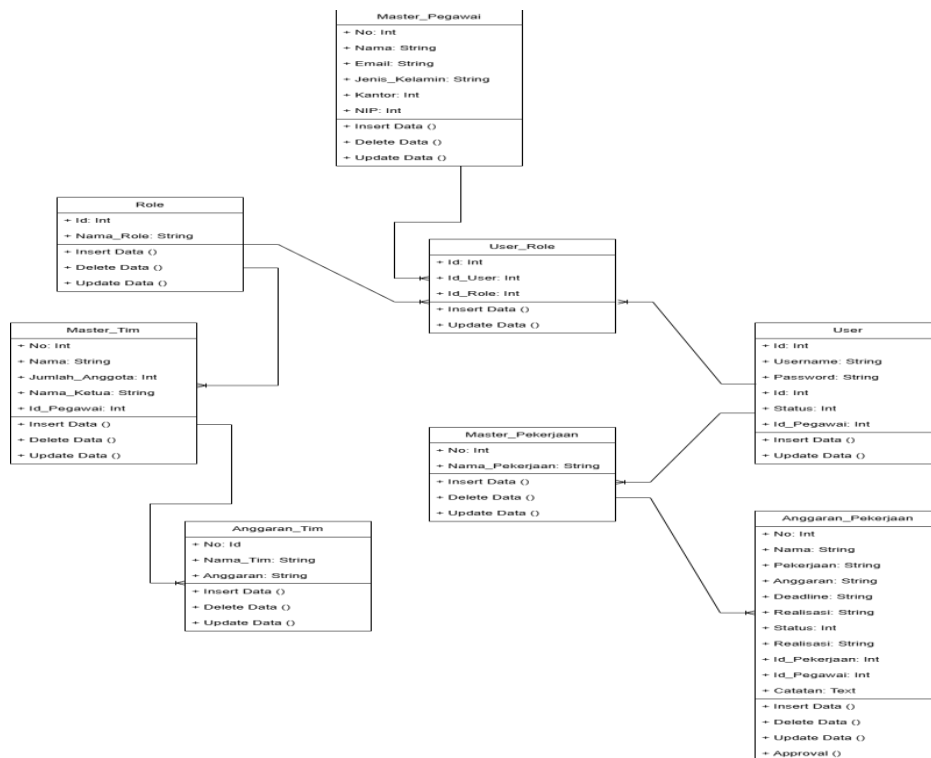 Master_Pegawai
+ No: Int
+ Nama: String
+ Email: String
+ Jenis_Kelamin: String
+ Kantor: Int
+ NIP: Int
+ Insert Data ()
+ Delete Data ()
+ Update Data ()
Role
+ Id: Int
+ Nama_Role: String
+ Insert Data ()
+ Delete Data ()
+ Update Data ()
User_Role
+ Id: Int
+ Id_User: Int
+ Id_Role: Int
+ Insert Data ()
+ Update Data ()
Master_Tim
+ No: Int
+ Nama: String
+ Jumlah_Anggota: Int
+ Nama_Ketua: String
+ Id_Pegawai: Int
+ Insert Data ()
+ Delete Data ()
+ Update Data ()
User
+ Id: Int
+ Username: String
+ Password: String
+ Id: Int
+ Status: Int
+ Id_Pegawai: Int
+ Insert Data ()
+ Update Data ()
Master_Pekerjaan
+ No: Int
+ Nama_Pekerjaan: String
+ Insert Data ()
+ Delete Data ()
+ Update Data ()
Anggaran_Tim
+ No: Id
+ Nama_Tim: String
+ Anggaran: String
+ Insert Data ()
+ Delete Data ()
+ Update Data ()
Anggaran_Pekerjaan
+ No: Int
+ Nama: String
+ Pekerjaan: String
+ Anggaran: String
+ Deadline: String
+ Realisasi: String
+ Status: Int
+ Realisasi: String
+ Id_Pekerjaan: Int
+ Id_Pegawai: Int
+ Catatan: Text
+ Insert Data ()
+ Delete Data ()
+ Update Data ()
+ Approval ()